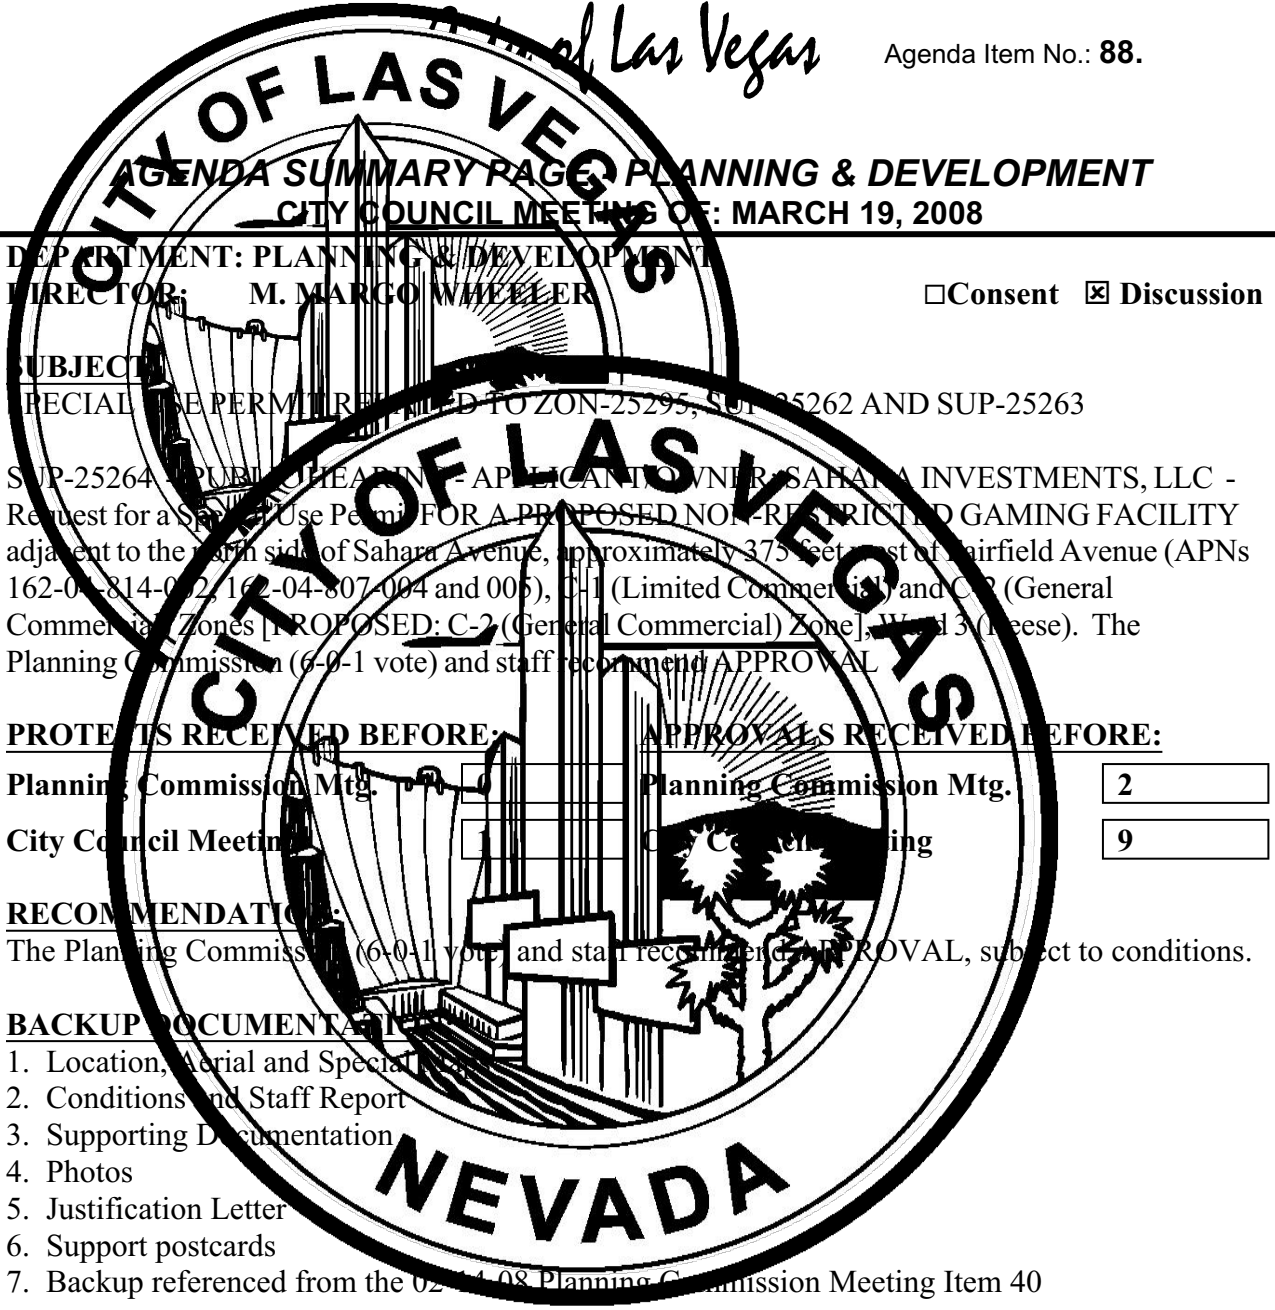 City of Las Vegas
Agenda Item No.: 88.
CITY OF LAS VEGAS
AGENDA SUMMARY PAGE - PLANNING & DEVELOPMENT
CITY COUNCIL MEETING OF: MARCH 19, 2008
DEPARTMENT: PLANNING & DEVELOPMENT
DIRECTOR: M. MARGO WHEELER
☐Consent ☒ Discussion
SUBJECT:
SPECIAL USE PERMIT RELATED TO ZON-25295, SUP-25262 AND SUP-25263
SUP-25264 - PUBLIC HEARING - APPLICANT/OWNER: SAHARA INVESTMENTS, LLC -
Request for a Special Use Permit FOR A PROPOSED NON-RESTRICTED GAMING FACILITY
adjacent to the north side of Sahara Avenue, approximately 375 feet west of Fairfield Avenue (APNs
162-04-814-002, 162-04-807-004 and 005), C-1 (Limited Commercial) and C-2 (General
Commercial) Zones [PROPOSED: C-2 (General Commercial) Zone], Ward 3 (Reese). The
Planning Commission (6-0-1 vote) and staff recommend APPROVAL
PROTESTS RECEIVED BEFORE: APPROVALS RECEIVED BEFORE:
Planning Commission Mtg. 0 Planning Commission Mtg. 2
City Council Meeting 1 City Council Meeting 9
RECOMMENDATION:
The Planning Commission (6-0-1 vote) and staff recommend APPROVAL, subject to conditions.
BACKUP DOCUMENTATION:
1. Location, Aerial and Special Maps
2. Conditions and Staff Report
3. Supporting Documentation
4. Photos
5. Justification Letter
6. Support postcards
7. Backup referenced from the 02-14-08 Planning Commission Meeting Item 40
CITY OF LAS VEGAS
NEVADA